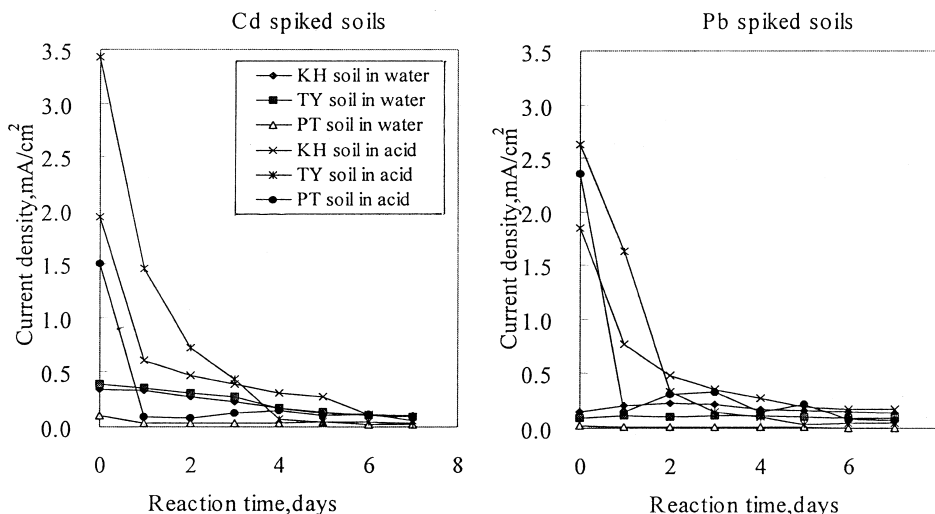 Cd spiked soils
Pb spiked soils
3.5
3.0
2.5
2.0
1.5
1.0
0.5
0.0
Current density,mA/cm²
KH soil in water
TY soil in water
PT soil in water
KH soil in acid
TY soil in acid
PT soil in acid
0 2 4 6 8
Reaction time,days
3.5
3.0
2.5
2.0
1.5
1.0
0.5
0.0
Current density,mA/cm²
0 2 4 6
Reaction time,days